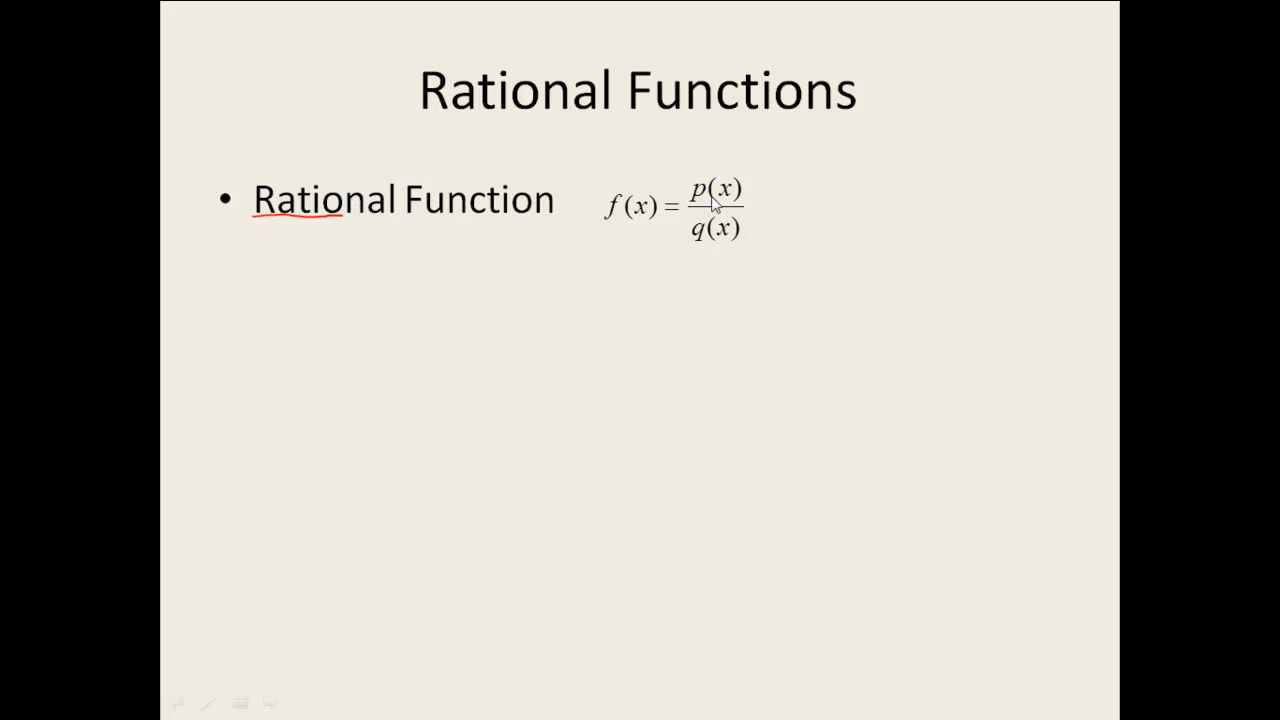 Rational Functions
• Rational Function f(x) = p(x)/q(x)